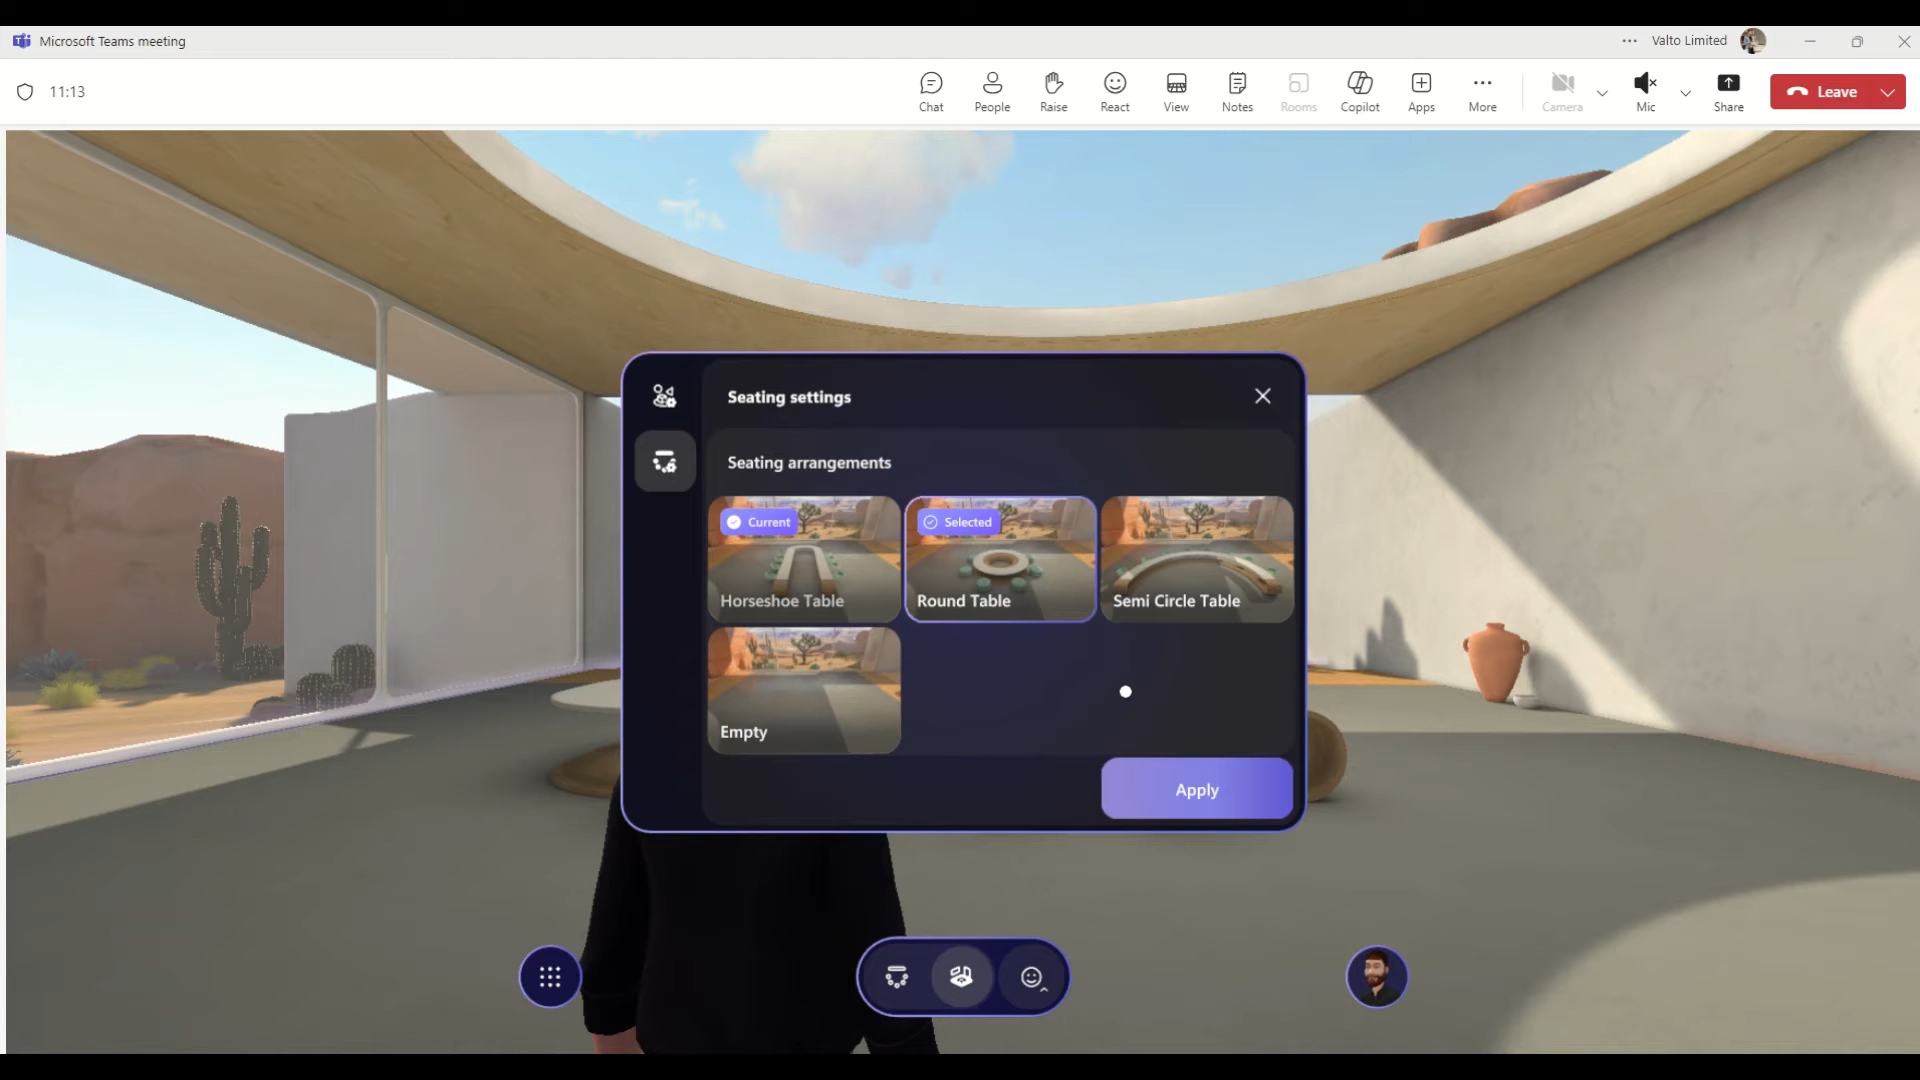 Microsoft Teams meeting
Valto Limited
11:13
Chat
People
Raise
React
View
Notes
Rooms
Copilot
Apps
More
Camera
Mic
Share
Leave
Seating settings
Seating arrangements
Current
Horseshoe Table
Selected
Round Table
Semi Circle Table
Empty
Apply